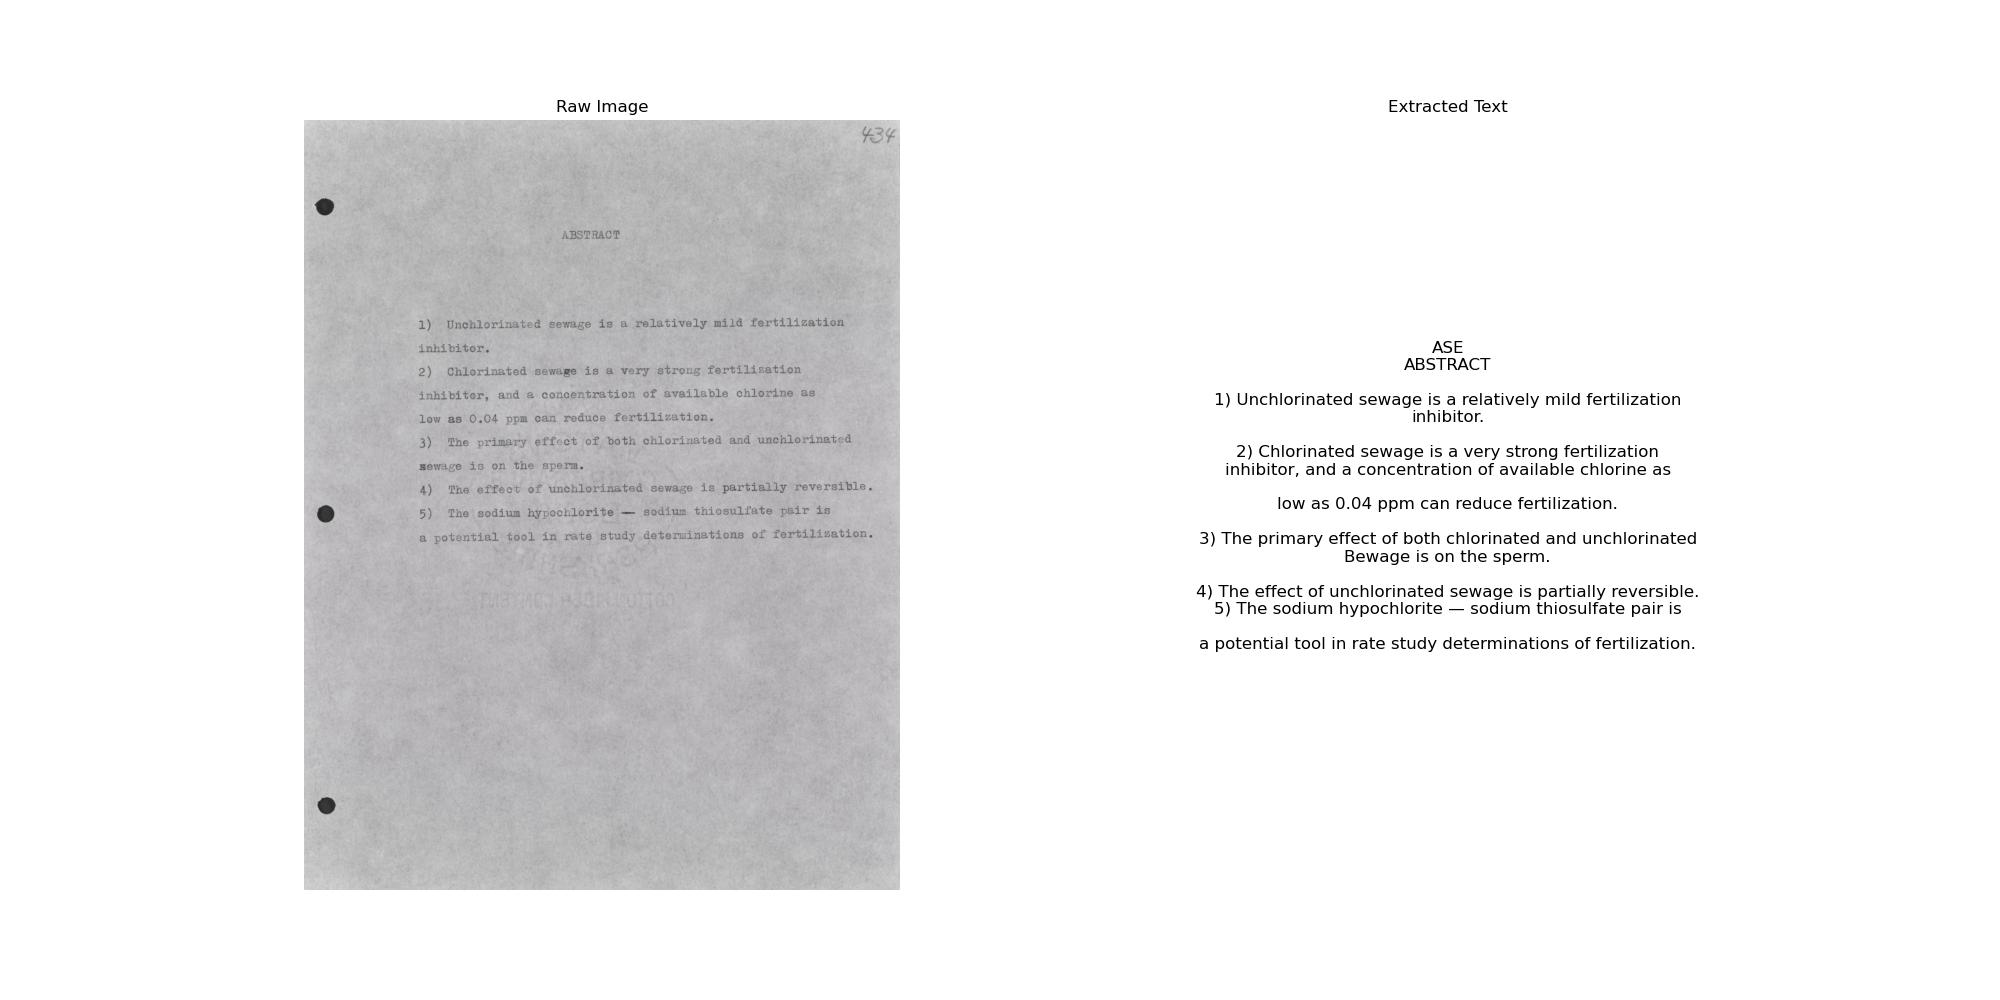 Raw Image
434
ABSTRACT
1) Unchlorinated sewage is a relatively mild fertilization
inhibitor.
2) Chlorinated sewage is a very strong fertilization
inhibitor, and a concentration of available chlorine as
low as 0.04 ppm can reduce fertilization.
3) The primary effect of both chlorinated and unchlorinated
sewage is on the sperm.
4) The effect of unchlorinated sewage is partially reversible.
5) The sodium hypochlorite — sodium thiosulfate pair is
a potential tool in rate study determinations of fertilization.
Extracted Text
ASE
ABSTRACT
1) Unchlorinated sewage is a relatively mild fertilization
inhibitor.
2) Chlorinated sewage is a very strong fertilization
inhibitor, and a concentration of available chlorine as
low as 0.04 ppm can reduce fertilization.
3) The primary effect of both chlorinated and unchlorinated
Bewage is on the sperm.
4) The effect of unchlorinated sewage is partially reversible.
5) The sodium hypochlorite — sodium thiosulfate pair is
a potential tool in rate study determinations of fertilization.